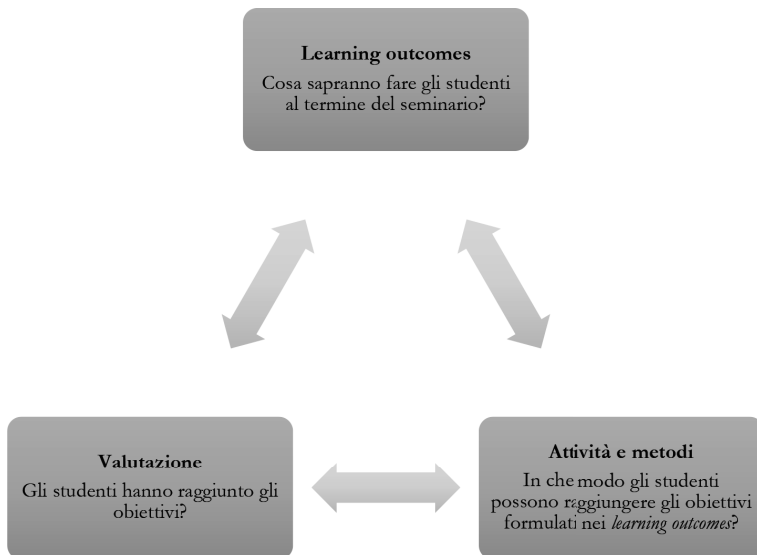 Learning outcomes
Cosa sapranno fare gli studenti
al termine del seminario?
Valutazione
Gli studenti hanno raggiunto gli
obiettivi?
Attività e metodi
In che modo gli studenti
possono raggiungere gli obiettivi
formulati nei learning outcomes?